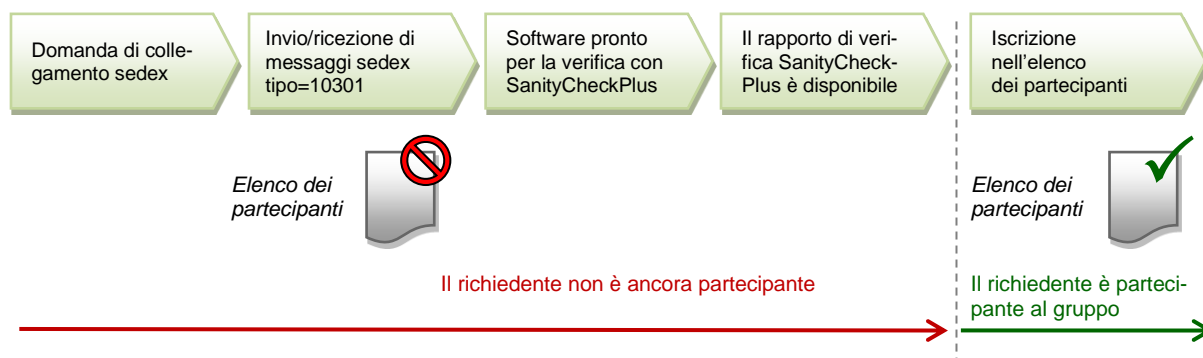 Domanda di colle-
gamento sedex
Invio/ricezione di
messaggi sedex
tipo=10301
Software pronto
per la verifica con
SanityCheckPlus
Il rapporto di veri-
fica SanityCheck-
Plus è disponibile
Iscrizione
nell'elenco
dei partecipanti
Elenco dei
partecipanti
Elenco dei
partecipanti
Il richiedente non è ancora partecipante
Il richiedente è parteci-
pante al gruppo